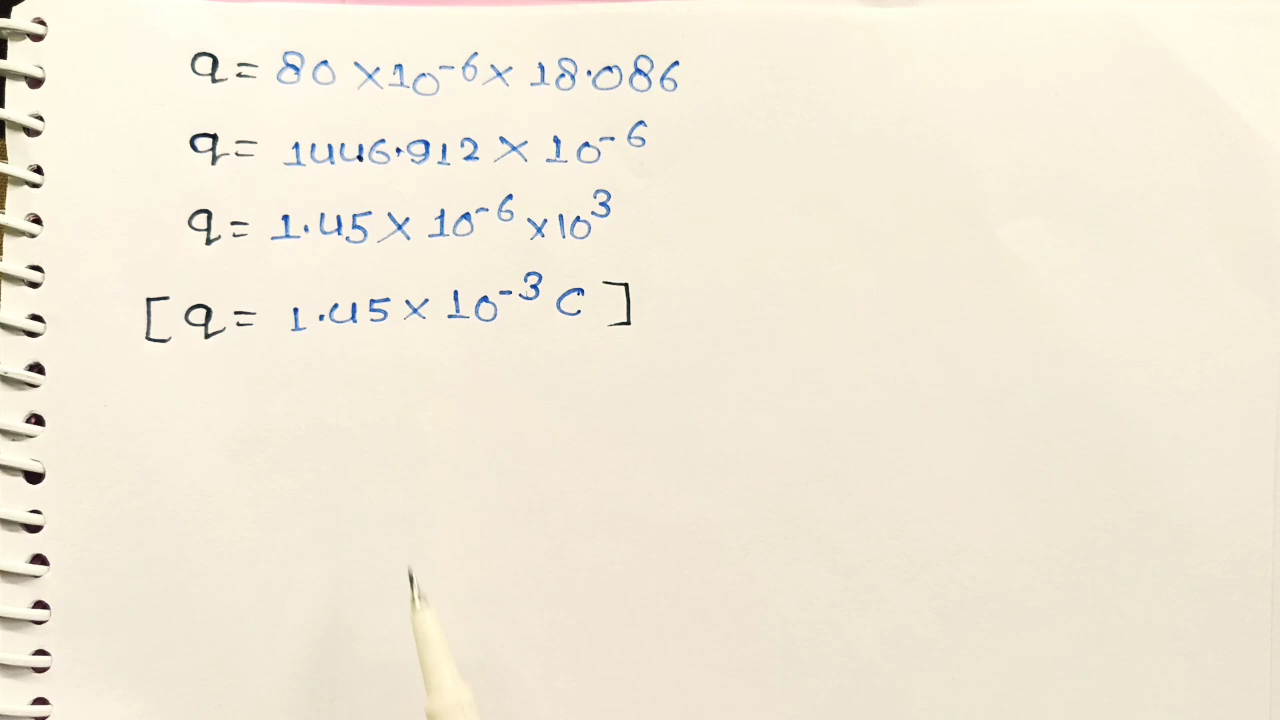 q = 80 × 10⁻⁶ × 18.086
q = 1446.912 × 10⁻⁶
q = 1.45 × 10⁻⁶ × 10³
[ q = 1.45 × 10⁻³ C ]